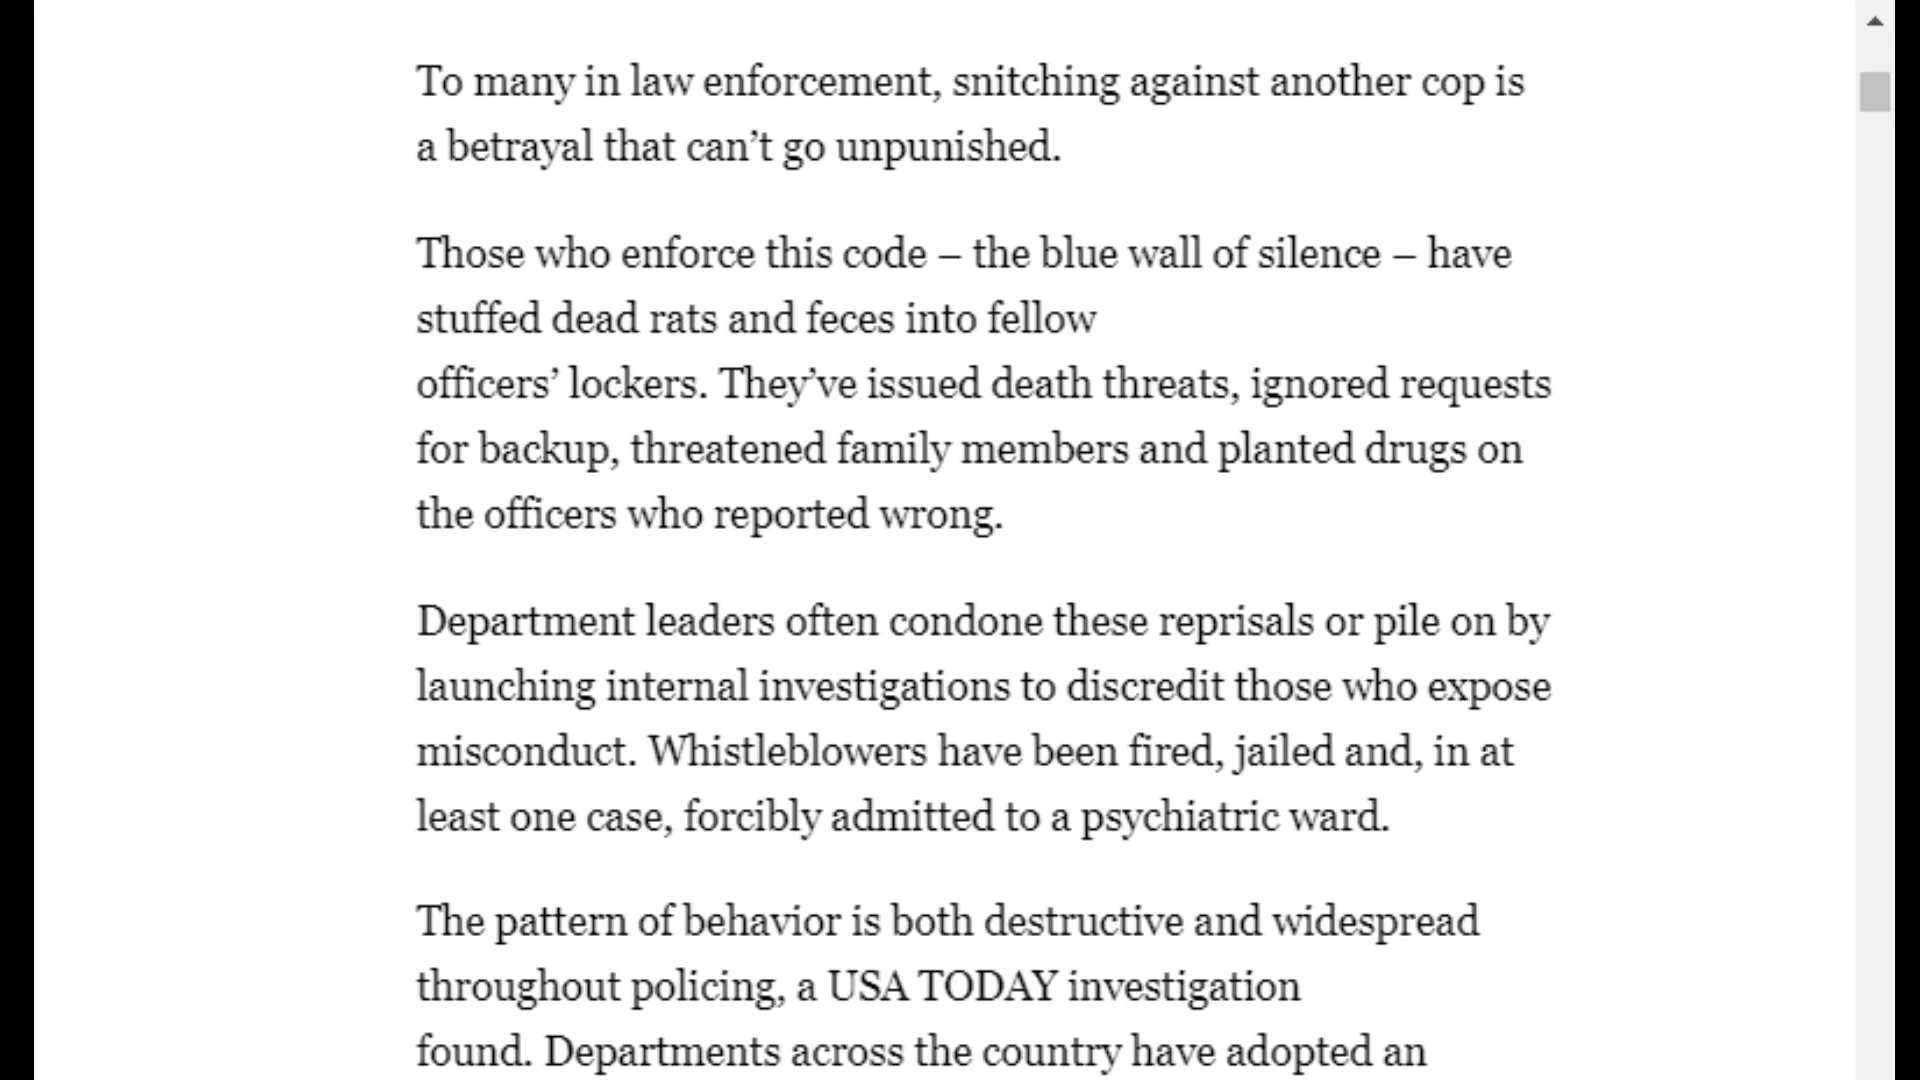 To many in law enforcement, snitching against another cop is
a betrayal that can’t go unpunished.
Those who enforce this code – the blue wall of silence – have
stuffed dead rats and feces into fellow
officers’ lockers. They’ve issued death threats, ignored requests
for backup, threatened family members and planted drugs on
the officers who reported wrong.
Department leaders often condone these reprisals or pile on by
launching internal investigations to discredit those who expose
misconduct. Whistleblowers have been fired, jailed and, in at
least one case, forcibly admitted to a psychiatric ward.
The pattern of behavior is both destructive and widespread
throughout policing, a USA TODAY investigation
found. Departments across the country have adopted an